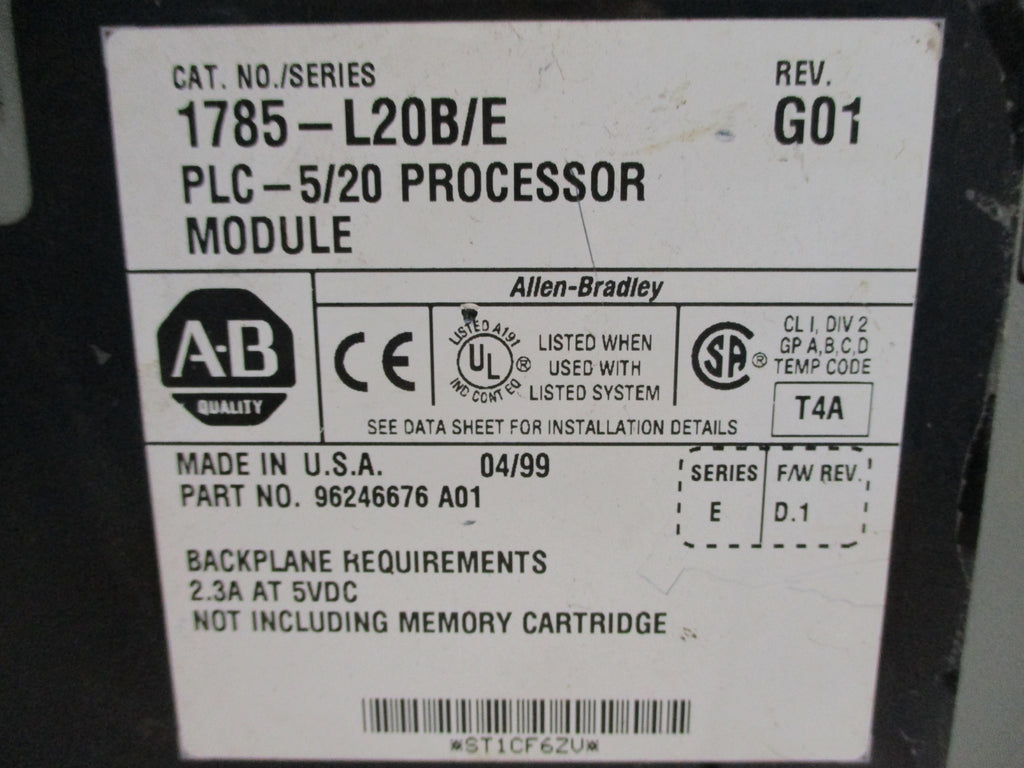 CAT. NO./SERIES
REV.
1785-L20B/E
G01
PLC-5/20 PROCESSOR
MODULE
Allen-Bradley
A-B
QUALITY
CE
LISTED A191
UL ®
IND CONT EQ
LISTED WHEN
USED WITH
LISTED SYSTEM
SA ®
CL I, DIV 2
GP A,B,C,D
TEMP CODE
T4A
SEE DATA SHEET FOR INSTALLATION DETAILS
MADE IN U.S.A. 04/99
PART NO. 96246676 A01
SERIES F/W REV.
E D.1
BACKPLANE REQUIREMENTS
2.3A AT 5VDC
NOT INCLUDING MEMORY CARTRIDGE
*ST1CF6ZV*